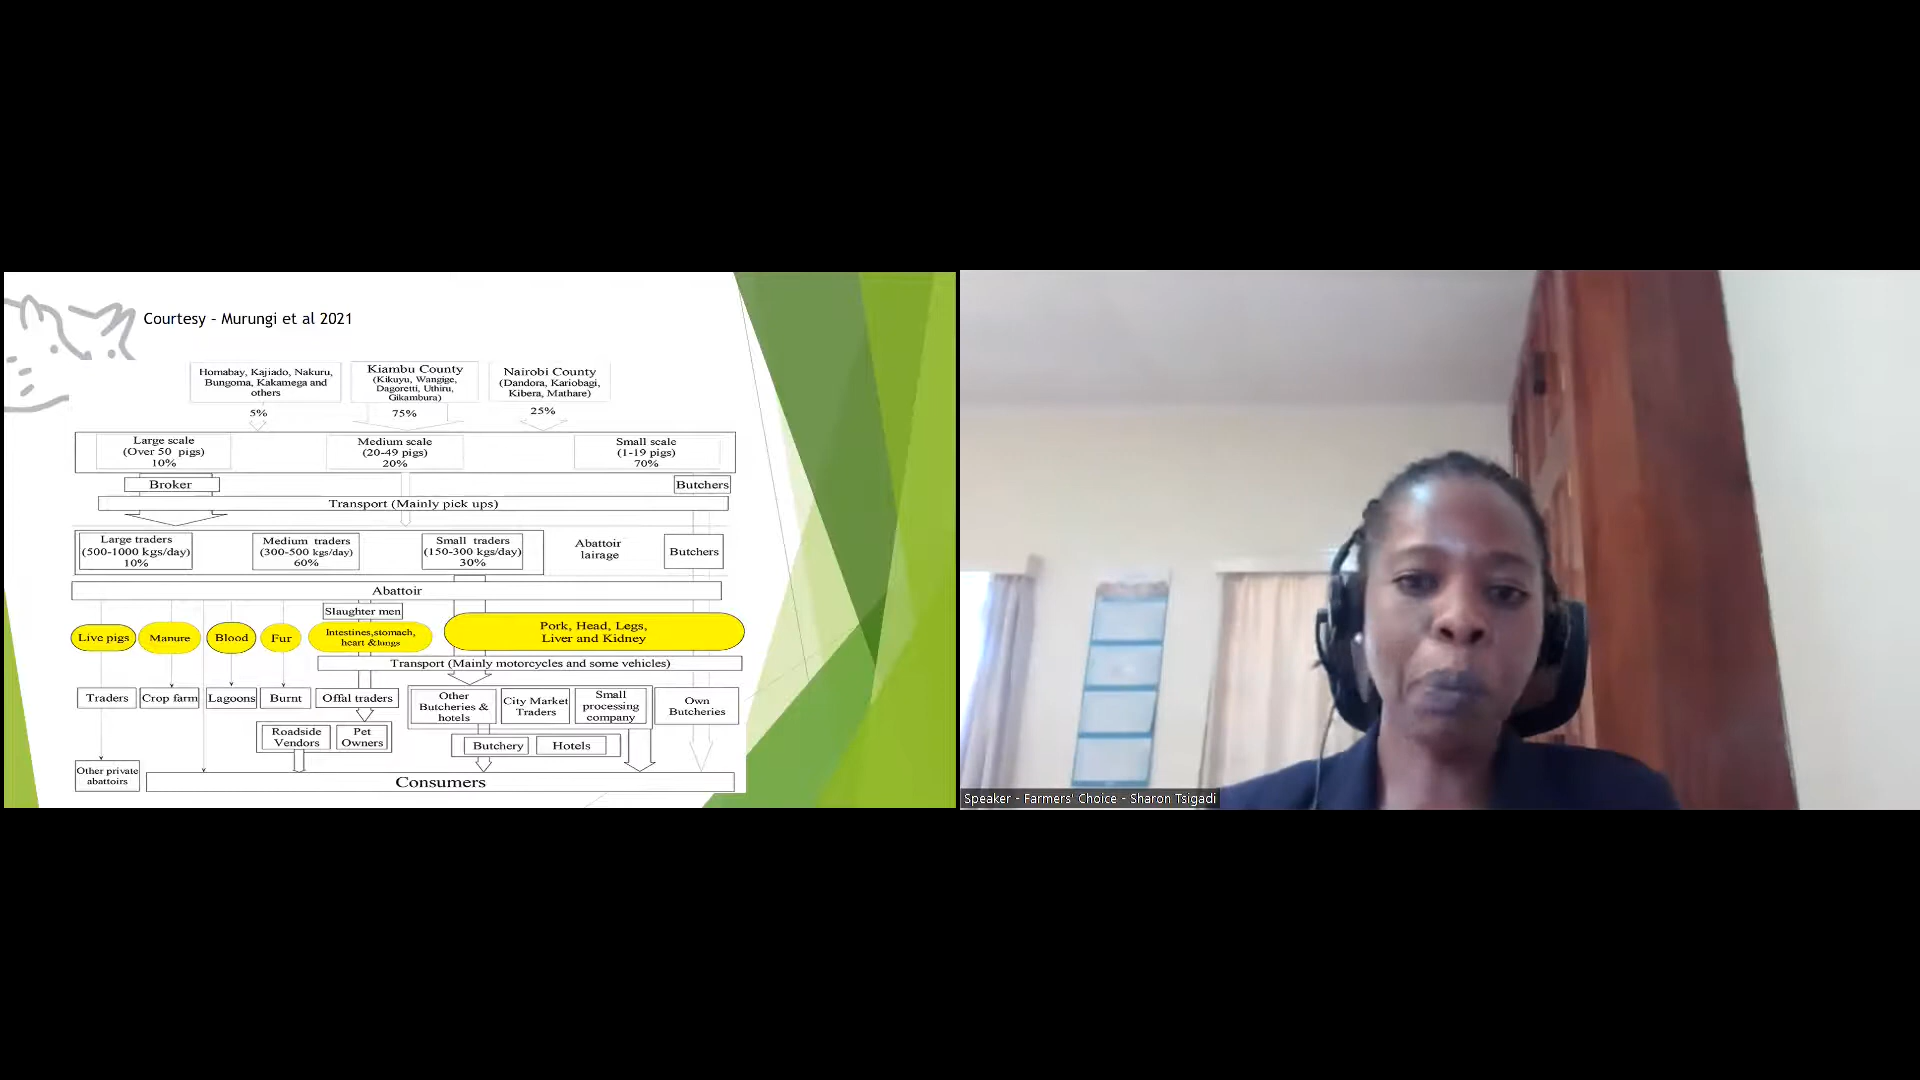 Courtesy – Murungi et al 2021
Homabay, Kajiado, Nakuru,
Bungoma, Kakamega and
others
5%
Kiambu County
(Kikuyu, Wangige,
Dagoretti, Uthiru,
Gikambura)
75%
Nairobi County
(Dandora, Kariobagi,
Kibera, Mathare)
25%
Large scale
(Over 50 pigs)
10%
Medium scale
(20-49 pigs)
20%
Small scale
(1-19 pigs)
70%
Broker
Butchers
Transport (Mainly pick ups)
Large traders
(500-1000 kgs/day)
10%
Medium traders
(300-500 kgs/day)
60%
Small traders
(150-300 kgs/day)
30%
Abattoir
lairage
Butchers
Abattoir
Slaughter men
Live pigs
Manure
Blood
Fur
Intestines,stomach,
heart &lungs
Pork, Head, Legs,
Liver and Kidney
Transport (Mainly motorcycles and some vehicles)
Traders
Crop farm
Lagoons
Burnt
Offal traders
Other
Butcheries &
hotels
City Market
Traders
Small
processing
company
Own
Butcheries
Roadside
Vendors
Pet
Owners
Butchery
Hotels
Other private
abattoirs
Consumers
Speaker - Farmers' Choice - Sharon Tsigadi